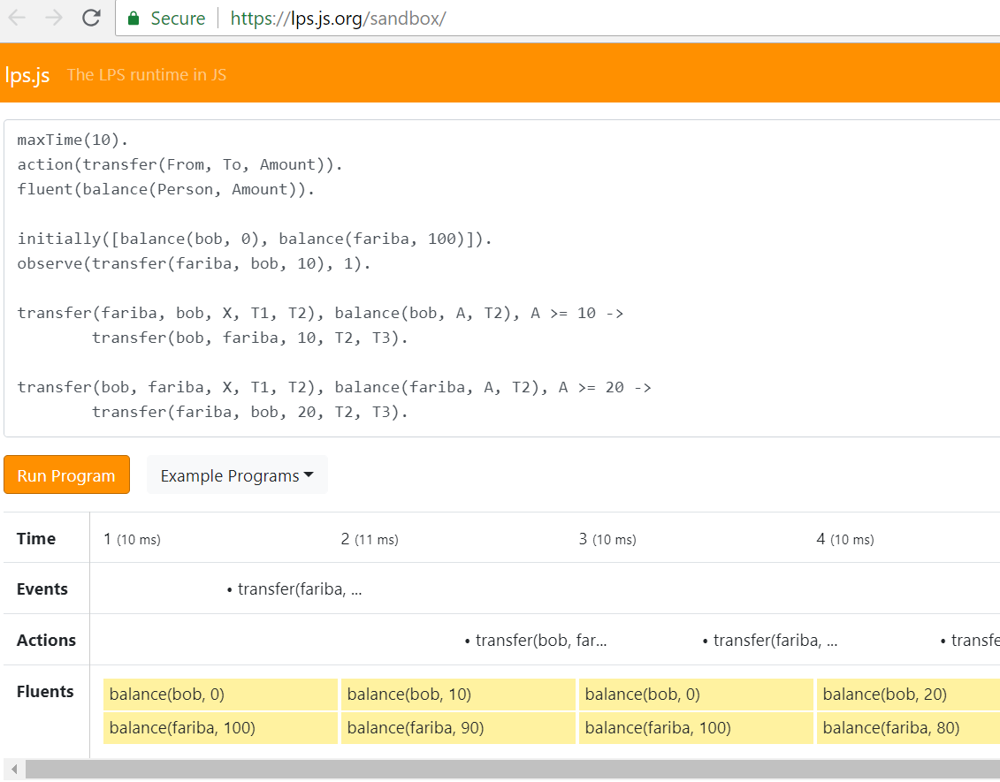 Secure https://lps.js.org/sandbox/
lps.js The LPS runtime in JS
maxTime(10).
action(transfer(From, To, Amount)).
fluent(balance(Person, Amount)).
initially([balance(bob, 0), balance(fariba, 100)]).
observe(transfer(fariba, bob, 10), 1).
transfer(fariba, bob, X, T1, T2), balance(bob, A, T2), A >= 10 ->
transfer(bob, fariba, 10, T2, T3).
transfer(bob, fariba, X, T1, T2), balance(fariba, A, T2), A >= 20 ->
transfer(fariba, bob, 20, T2, T3).
Run Program Example Programs
Time 1 (10 ms) 2 (11 ms) 3 (10 ms) 4 (10 ms)
Events • transfer(fariba, ...
Actions • transfer(bob, far... • transfer(fariba, ... • transfe
Fluents balance(bob, 0) balance(bob, 10) balance(bob, 0) balance(bob, 20)
balance(fariba, 100) balance(fariba, 90) balance(fariba, 100) balance(fariba, 80)